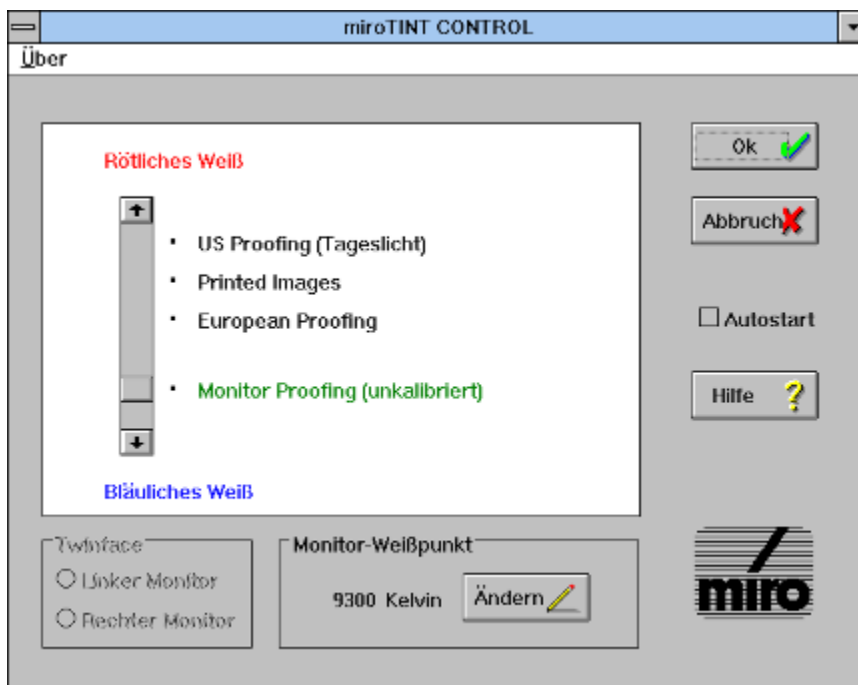 miroTINT CONTROL
Über
Rötliches Weiß
US Proofing (Tageslicht)
Printed Images
European Proofing
Monitor Proofing (unkalibriert)
Bläuliches Weiß
Ok
Abbruch
Autostart
Hilfe
Twinface
Linker Monitor
Rechter Monitor
Monitor-Weißpunkt
9300 Kelvin
Ändern
miro